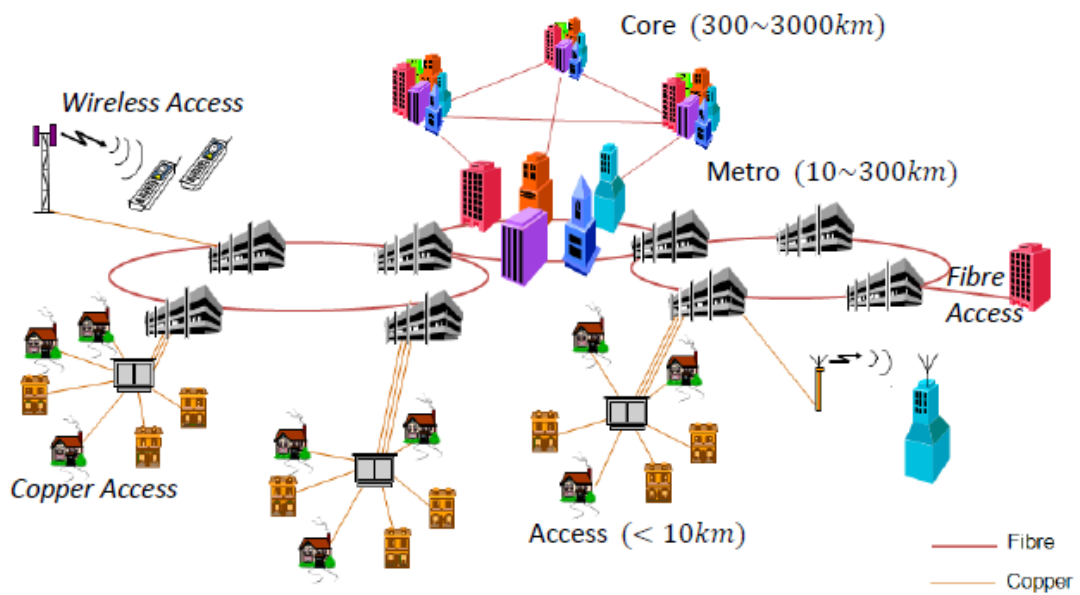 Core (300~3000km)
Wireless Access
Metro (10~300km)
Fibre
Access
Copper Access
Access (< 10km)
Fibre
Copper